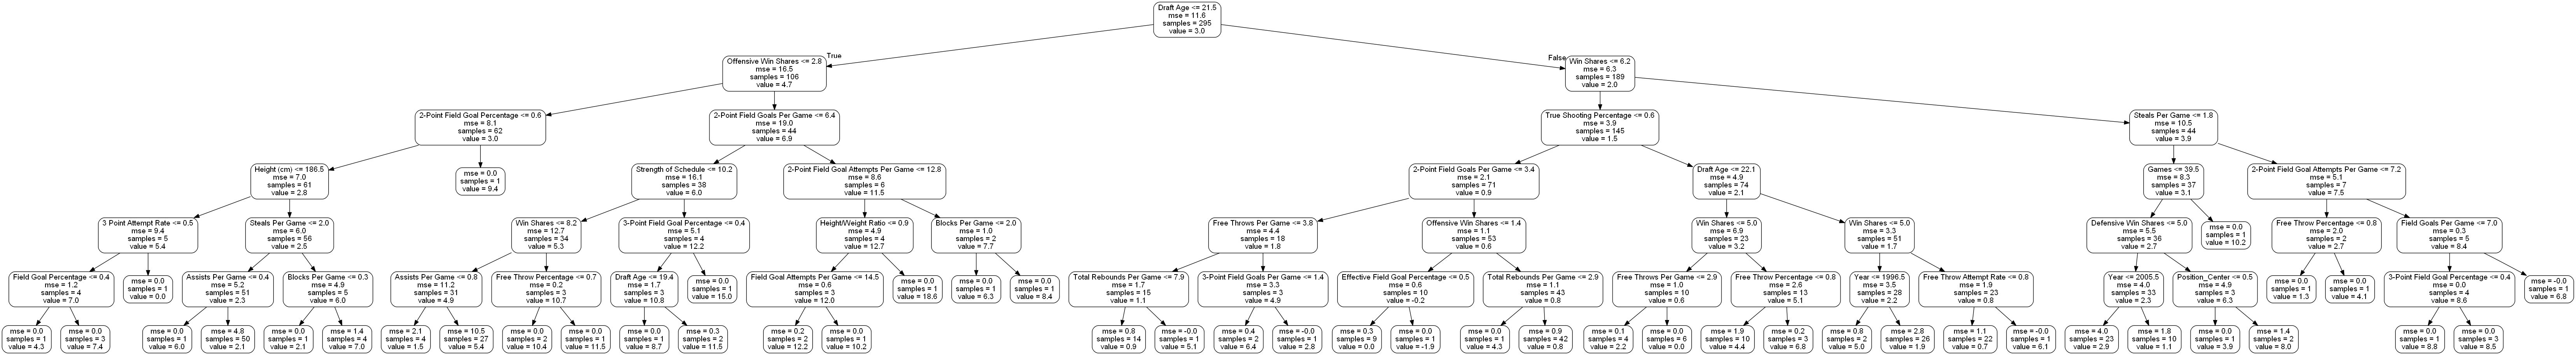 Draft Age <= 21.5
mse = 11.6
samples = 295
value = 3.0
True
False
Offensive Win Shares <= 2.8
mse = 16.5
samples = 106
value = 4.7
Win Shares <= 6.2
mse = 6.3
samples = 189
value = 2.0
2-Point Field Goal Percentage <= 0.6
mse = 8.1
samples = 62
value = 3.0
2-Point Field Goals Per Game <= 6.4
mse = 19.0
samples = 44
value = 6.9
True Shooting Percentage <= 0.6
mse = 3.9
samples = 145
value = 1.5
Steals Per Game <= 1.8
mse = 10.5
samples = 44
value = 3.9
Height (cm) <= 186.5
mse = 7.0
samples = 61
value = 2.8
mse = 0.0
samples = 1
value = 9.4
Strength of Schedule <= 10.2
mse = 16.1
samples = 38
value = 6.0
2-Point Field Goal Attempts Per Game <= 12.8
mse = 8.6
samples = 6
value = 11.5
2-Point Field Goals Per Game <= 3.4
mse = 2.1
samples = 71
value = 0.9
Draft Age <= 22.1
mse = 4.9
samples = 74
value = 2.1
Games <= 39.5
mse = 8.3
samples = 37
value = 3.1
2-Point Field Goal Attempts Per Game <= 7.2
mse = 5.1
samples = 7
value = 7.5
3 Point Attempt Rate <= 0.5
mse = 9.4
samples = 5
value = 5.4
Steals Per Game <= 2.0
mse = 6.0
samples = 56
value = 2.5
Win Shares <= 8.2
mse = 12.7
samples = 34
value = 5.3
3-Point Field Goal Percentage <= 0.4
mse = 5.1
samples = 4
value = 12.2
Height/Weight Ratio <= 0.9
mse = 4.9
samples = 4
value = 12.7
Blocks Per Game <= 2.0
mse = 1.0
samples = 2
value = 7.7
Free Throws Per Game <= 3.8
mse = 4.4
samples = 18
value = 1.8
Offensive Win Shares <= 1.4
mse = 1.1
samples = 53
value = 0.6
Win Shares <= 5.0
mse = 6.9
samples = 23
value = 3.2
Win Shares <= 5.0
mse = 3.3
samples = 51
value = 1.7
Defensive Win Shares <= 5.0
mse = 5.5
samples = 36
value = 2.7
mse = 0.0
samples = 1
value = 10.2
Free Throw Percentage <= 0.8
mse = 2.0
samples = 2
value = 2.7
Field Goals Per Game <= 7.0
mse = 0.3
samples = 5
value = 8.4
Field Goal Percentage <= 0.4
mse = 1.2
samples = 4
value = 7.0
mse = 0.0
samples = 1
value = 0.0
Assists Per Game <= 0.4
mse = 5.2
samples = 51
value = 2.3
Blocks Per Game <= 0.3
mse = 4.9
samples = 5
value = 6.0
Assists Per Game <= 0.8
mse = 11.2
samples = 31
value = 4.9
Free Throw Percentage <= 0.7
mse = 0.2
samples = 3
value = 10.7
Draft Age <= 19.4
mse = 1.7
samples = 3
value = 10.8
mse = 0.0
samples = 1
value = 15.0
Field Goal Attempts Per Game <= 14.5
mse = 0.6
samples = 3
value = 12.0
mse = 0.0
samples = 1
value = 18.6
mse = 0.0
samples = 1
value = 6.3
mse = 0.0
samples = 1
value = 8.4
Total Rebounds Per Game <= 7.9
mse = 1.7
samples = 15
value = 1.1
3-Point Field Goals Per Game <= 1.4
mse = 3.3
samples = 3
value = 4.9
Effective Field Goal Percentage <= 0.5
mse = 0.6
samples = 10
value = -0.2
Total Rebounds Per Game <= 2.9
mse = 1.1
samples = 43
value = 0.8
Free Throws Per Game <= 2.9
mse = 1.0
samples = 10
value = 0.6
Free Throw Percentage <= 0.8
mse = 2.6
samples = 13
value = 5.1
Year <= 1996.5
mse = 3.5
samples = 28
value = 2.2
Free Throw Attempt Rate <= 0.8
mse = 1.9
samples = 23
value = 0.8
Year <= 2005.5
mse = 4.0
samples = 33
value = 2.3
Position_Center <= 0.5
mse = 4.9
samples = 3
value = 6.3
mse = 0.0
samples = 1
value = 1.3
mse = 0.0
samples = 1
value = 4.1
3-Point Field Goal Percentage <= 0.4
mse = 0.0
samples = 4
value = 8.6
mse = -0.0
samples = 1
value = 6.8
mse = 0.0
samples = 1
value = 4.3
mse = 0.0
samples = 3
value = 7.4
mse = 0.0
samples = 1
value = 6.0
mse = 4.8
samples = 50
value = 2.1
mse = 0.0
samples = 1
value = 2.1
mse = 1.4
samples = 4
value = 7.0
mse = 2.1
samples = 4
value = 1.5
mse = 10.5
samples = 27
value = 5.4
mse = 0.0
samples = 2
value = 10.4
mse = 0.0
samples = 1
value = 11.5
mse = 0.0
samples = 1
value = 8.7
mse = 0.3
samples = 2
value = 11.5
mse = 0.2
samples = 2
value = 12.2
mse = 0.0
samples = 1
value = 10.2
mse = 0.8
samples = 14
value = 0.9
mse = -0.0
samples = 1
value = 5.1
mse = 0.4
samples = 2
value = 6.4
mse = -0.0
samples = 1
value = 2.8
mse = 0.3
samples = 9
value = 0.0
mse = 0.0
samples = 1
value = -1.9
mse = 0.0
samples = 1
value = 4.3
mse = 0.9
samples = 42
value = 0.8
mse = 0.1
samples = 4
value = 2.2
mse = 0.0
samples = 6
value = 0.0
mse = 1.9
samples = 10
value = 4.4
mse = 0.2
samples = 3
value = 6.8
mse = 0.8
samples = 2
value = 5.0
mse = 2.8
samples = 26
value = 1.9
mse = 1.1
samples = 22
value = 0.7
mse = -0.0
samples = 1
value = 6.1
mse = 4.0
samples = 23
value = 2.9
mse = 1.8
samples = 10
value = 1.1
mse = 0.0
samples = 1
value = 3.9
mse = 1.4
samples = 2
value = 8.0
mse = 0.0
samples = 1
value = 8.8
mse = 0.0
samples = 3
value = 8.5